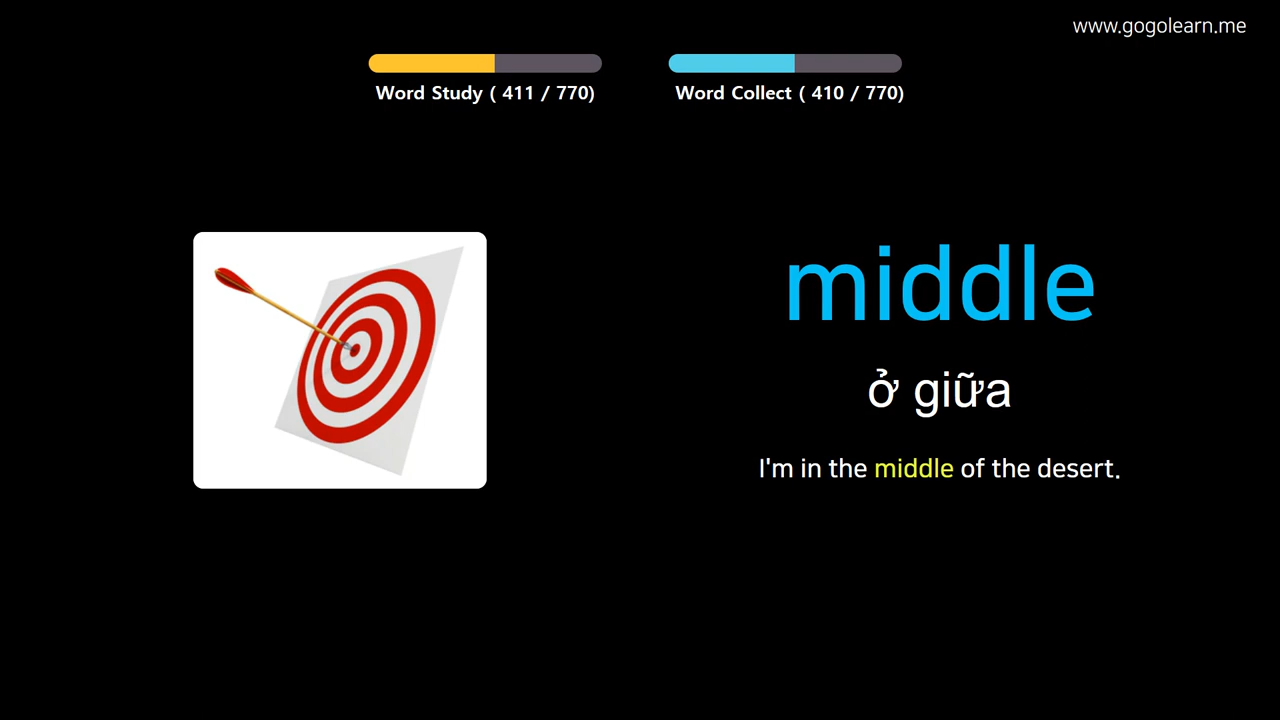 www.gogolearn.me
Word Study ( 411 / 770)
Word Collect ( 410 / 770)
middle
ở giữa
I'm in the middle of the desert.